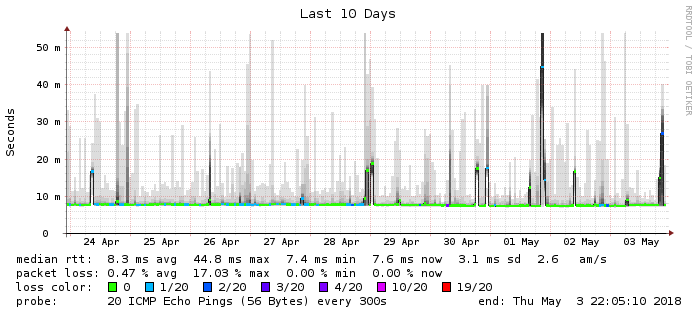 Last 10 Days
RRDTOOL / TOBI OETIKER
Seconds
50 m
40 m
30 m
20 m
10 m
0
24 Apr 25 Apr 26 Apr 27 Apr 28 Apr 29 Apr 30 Apr 01 May 02 May 03 May
median rtt: 8.3 ms avg 44.8 ms max 7.4 ms min 7.6 ms now 3.1 ms sd 2.6 am/s
packet loss: 0.47 % avg 17.03 % max 0.00 % min 0.00 % now
loss color: 0 1/20 2/20 3/20 4/20 10/20 19/20
probe: 20 ICMP Echo Pings (56 Bytes) every 300s end: Thu May 3 22:05:10 2018